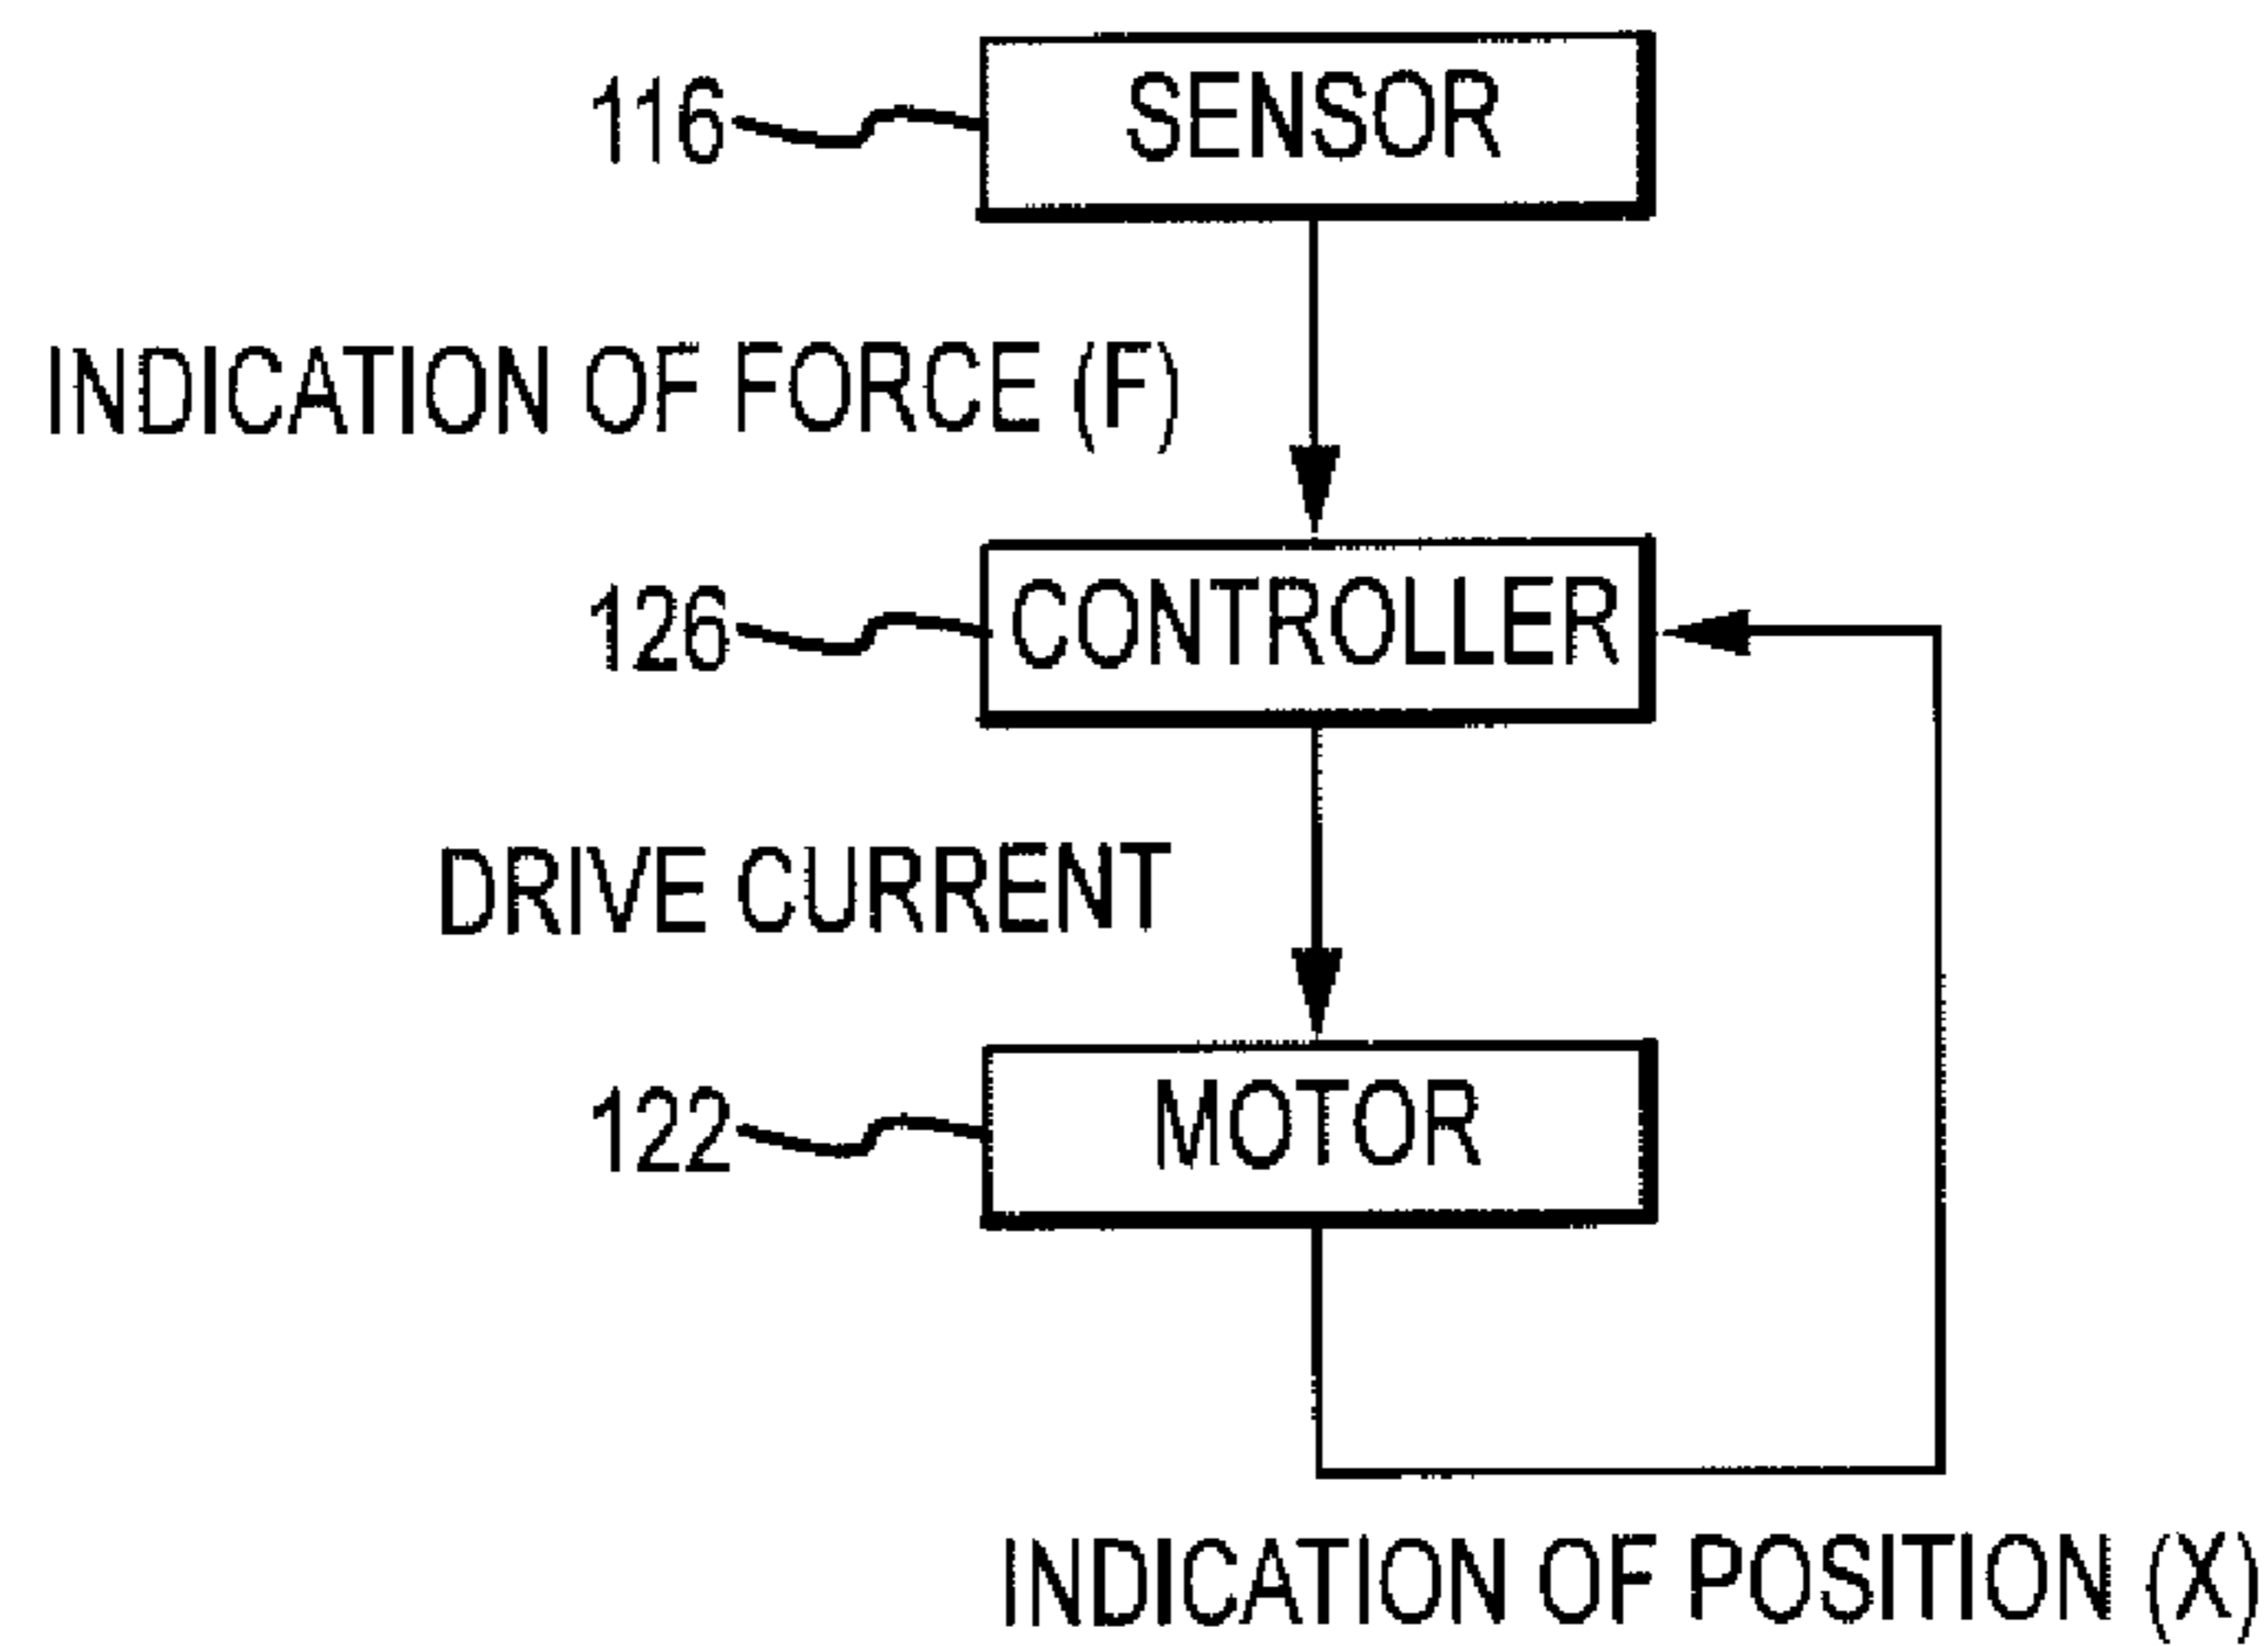 116
SENSOR
INDICATION OF FORCE (F)
126
CONTROLLER
DRIVE CURRENT
122
MOTOR
INDICATION OF POSITION (X)